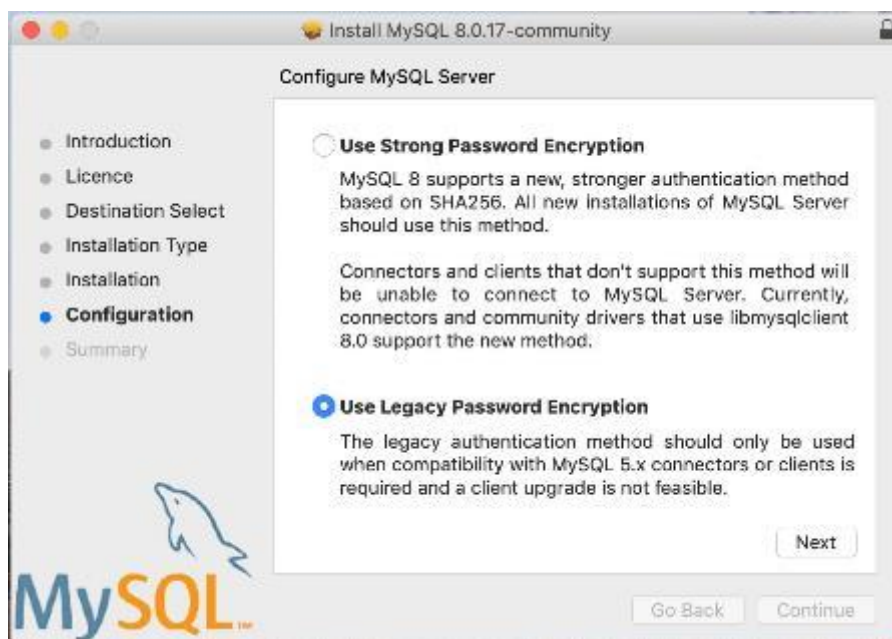 Install MySQL 8.0.17-community
Configure MySQL Server
Introduction
Licence
Destination Select
Installation Type
Installation
Configuration
Summary
Use Strong Password Encryption
MySQL 8 supports a new, stronger authentication method
based on SHA256. All new installations of MySQL Server
should use this method.
Connectors and clients that don't support this method will
be unable to connect to MySQL Server. Currently,
connectors and community drivers that use libmysqlclient
8.0 support the new method.
Use Legacy Password Encryption
The legacy authentication method should only be used
when compatibility with MySQL 5.x connectors or clients is
required and a client upgrade is not feasible.
Next
MySQL™
Go Back
Continue